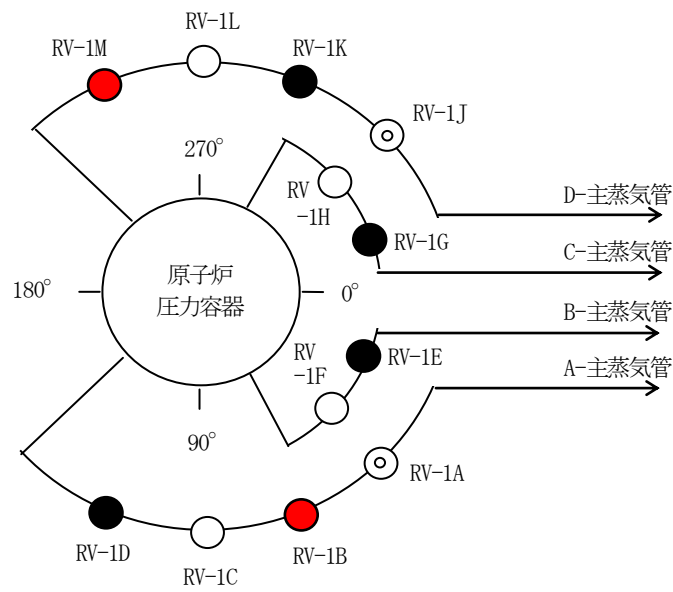 RV-1L
RV-1M
RV-1K
RV-1J
270°
RV
-1H
D-主蒸気管
RV-1G
C-主蒸気管
原子炉
圧力容器
180°
0°
B-主蒸気管
RV
-1F
RV-1E
A-主蒸気管
90°
RV-1A
RV-1D
RV-1B
RV-1C